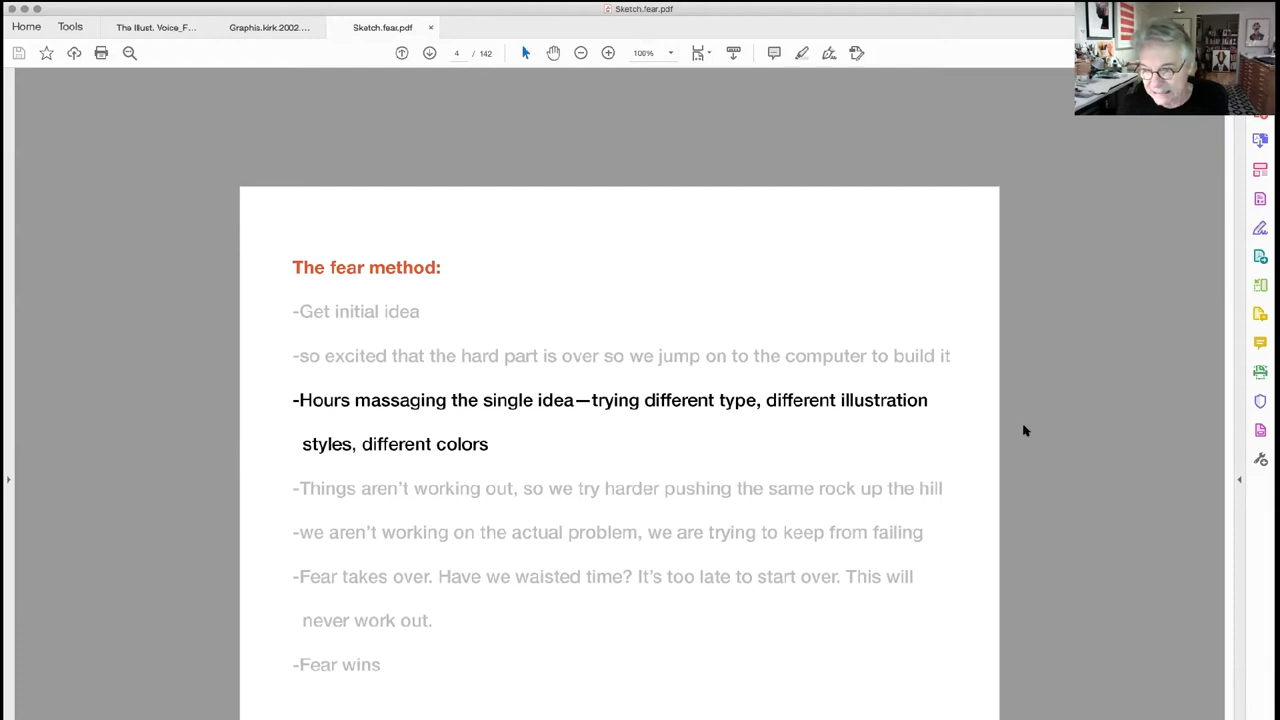 Sketch.fear.pdf
Home
Tools
The Illust. Voice_F...
Graphis.kirk.2002....
Sketch.fear.pdf
×
4 / 142
100%
The fear method:
-Get initial idea
-so excited that the hard part is over so we jump on to the computer to build it
-Hours massaging the single idea—trying different type, different illustration
styles, different colors
-Things aren't working out, so we try harder pushing the same rock up the hill
-we aren't working on the actual problem, we are trying to keep from failing
-Fear takes over. Have we waisted time? It's too late to start over. This will
never work out.
-Fear wins